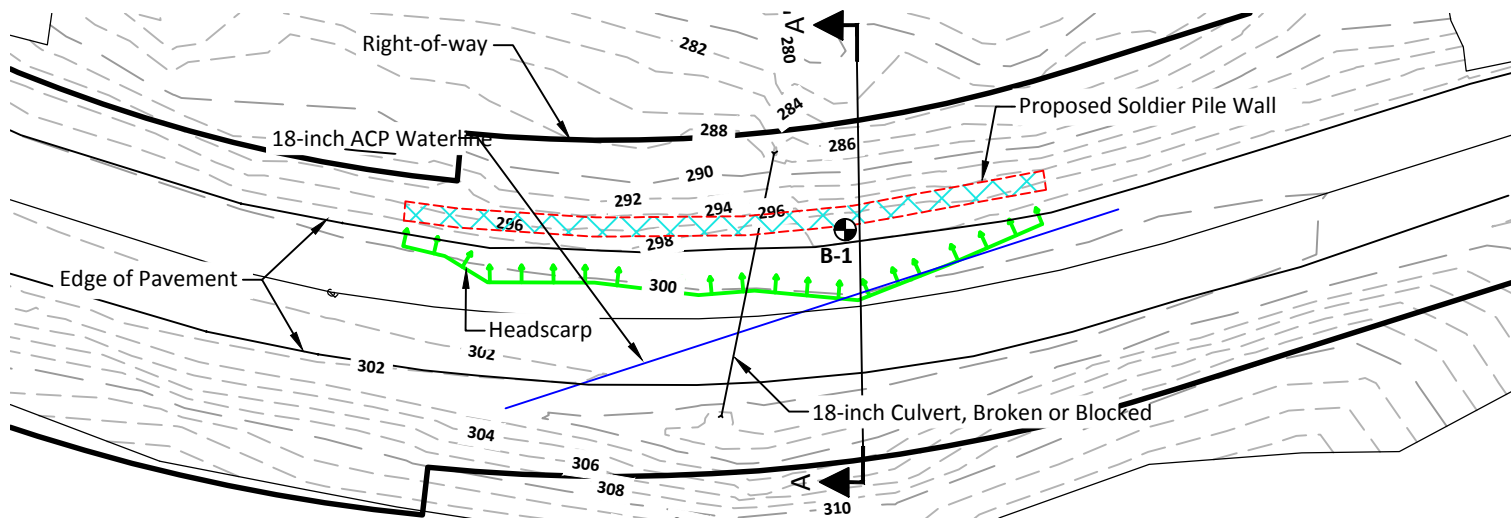 A'
282
280
Right-of-way
284
Proposed Soldier Pile Wall
288
18-inch ACP Waterline
286
290
292
294
296
296
298
B-1
Edge of Pavement
300
Headscarp
302
302
18-inch Culvert, Broken or Blocked
304
306
A
308
310